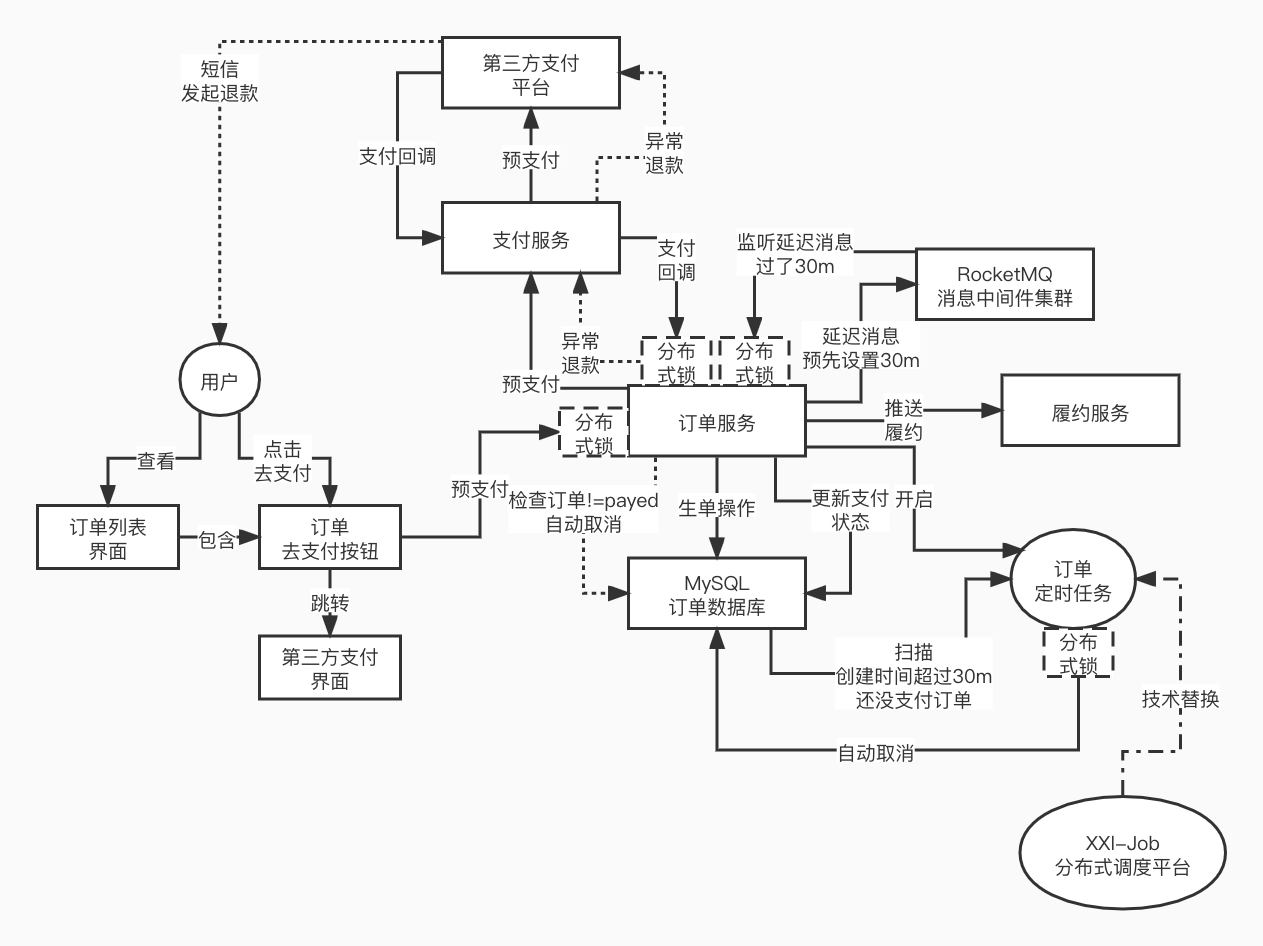 第三方支付
平台
短信
发起退款
支付回调
预支付
异常
退款
支付服务
支付
回调
监听延迟消息
过了30m
RocketMQ
消息中间件集群
延迟消息
预先设置30m
异常
退款
分布
式锁
分布
式锁
预支付
用户
分布
式锁
订单服务
推送
履约
履约服务
查看
点击
去支付
预支付
检查订单!=payed
自动取消
生单操作
更新支付
状态
开启
订单列表
界面
包含
订单
去支付按钮
MySQL
订单数据库
订单
定时任务
跳转
第三方支付
界面
分布
式锁
扫描
创建时间超过30m
还没支付订单
技术替换
自动取消
XXl-Job
分布式调度平台